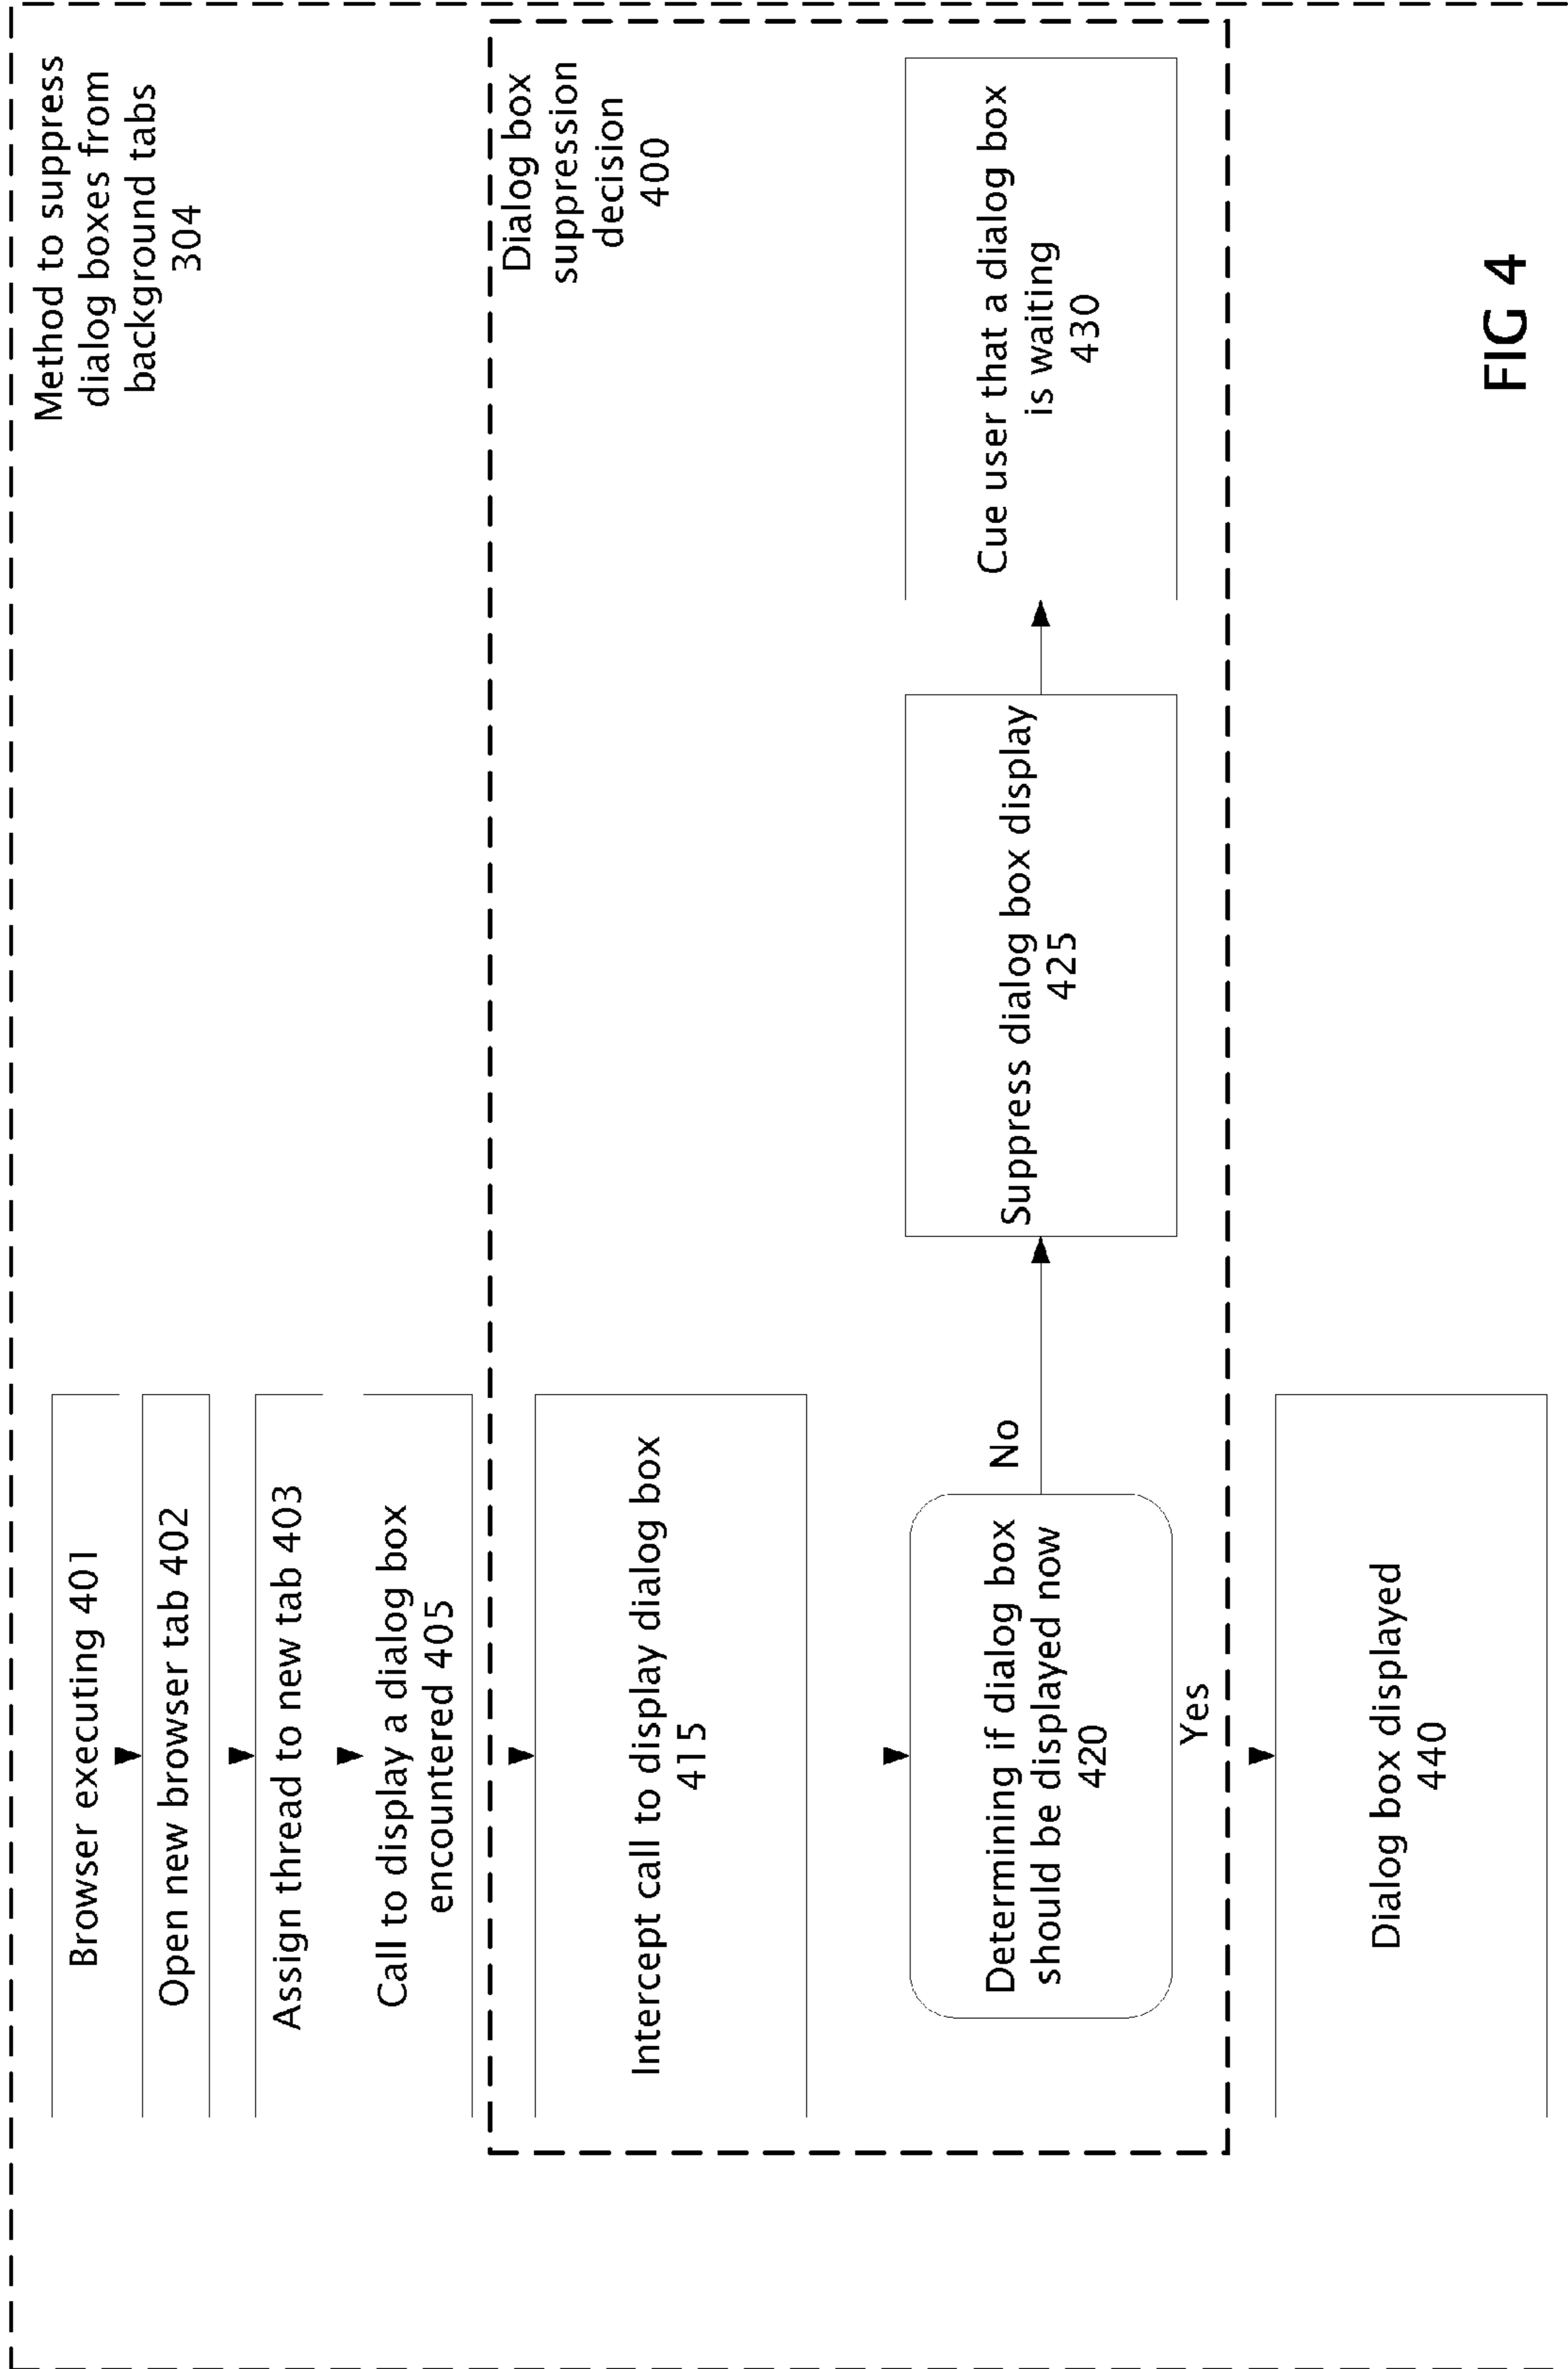 Method to suppress
dialog boxes from
background tabs
304
Browser executing 401
Open new browser tab 402
Assign thread to new tab 403
Call to display a dialog box
encountered 405
Dialog box
suppression
decision
400
Intercept call to display dialog box
415
Determining if dialog box
should be displayed now
420
No
Suppress dialog box display
425
Cue user that a dialog box
is waiting
430
Yes
Dialog box displayed
440
FIG 4